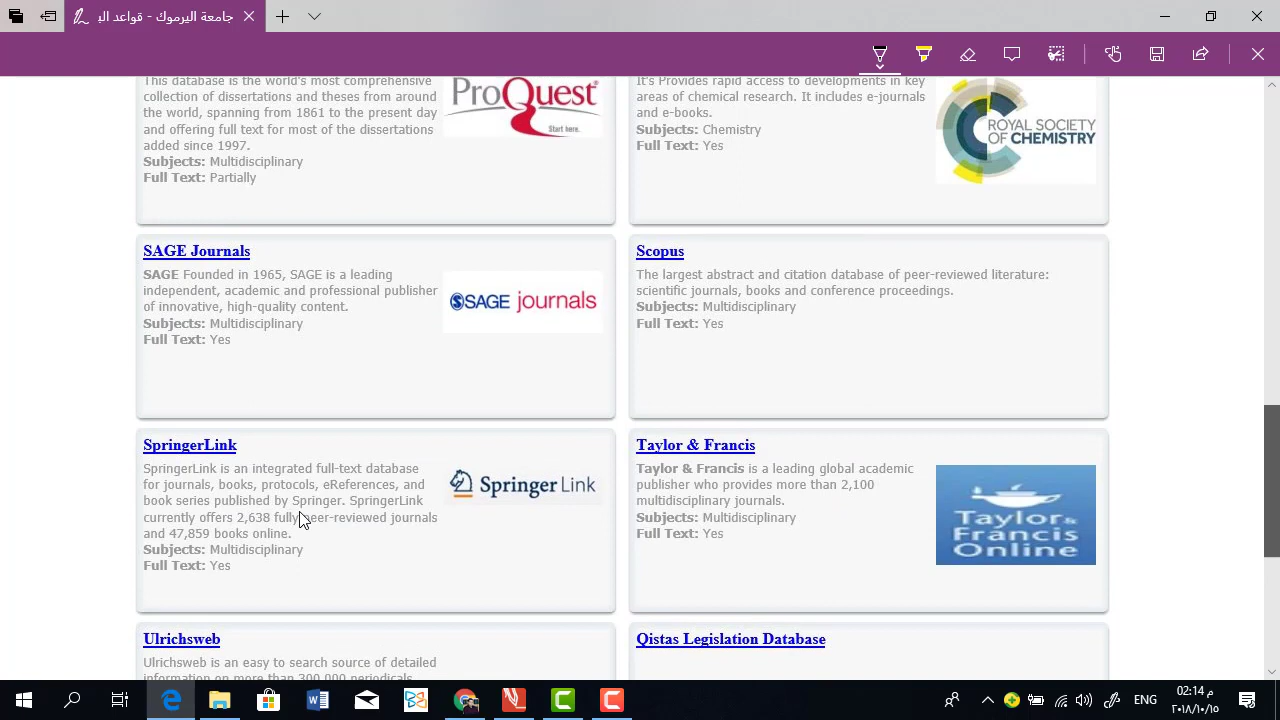 جامعة اليرموك - قواعد الب
This database is the world's most comprehensive
collection of dissertations and theses from around
the world, spanning from 1861 to the present day
and offering full text for most of the dissertations
added since 1997.
Subjects: Multidisciplinary
Full Text: Partially
ProQuest
Start here.
It's Provides rapid access to developments in key
areas of chemical research. It includes e-journals
and e-books.
Subjects: Chemistry
Full Text: Yes
ROYAL SOCIETY
OF CHEMISTRY
SAGE Journals
SAGE Founded in 1965, SAGE is a leading
independent, academic and professional publisher
of innovative, high-quality content.
Subjects: Multidisciplinary
Full Text: Yes
SAGE journals
Scopus
The largest abstract and citation database of peer-reviewed literature:
scientific journals, books and conference proceedings.
Subjects: Multidisciplinary
Full Text: Yes
SpringerLink
SpringerLink is an integrated full-text database
for journals, books, protocols, eReferences, and
book series published by Springer. SpringerLink
currently offers 2,638 fully peer-reviewed journals
and 47,859 books online.
Subjects: Multidisciplinary
Full Text: Yes
Springer Link
Taylor & Francis
Taylor & Francis is a leading global academic
publisher who provides more than 2,100
multidisciplinary journals.
Subjects: Multidisciplinary
Full Text: Yes
Taylor &
Francis
Online
Ulrichsweb
Ulrichsweb is an easy to search source of detailed
information on more than 300,000 periodicals
Qistas Legislation Database
ENG
02:14 م
٢٠١٨/١٠/١٥